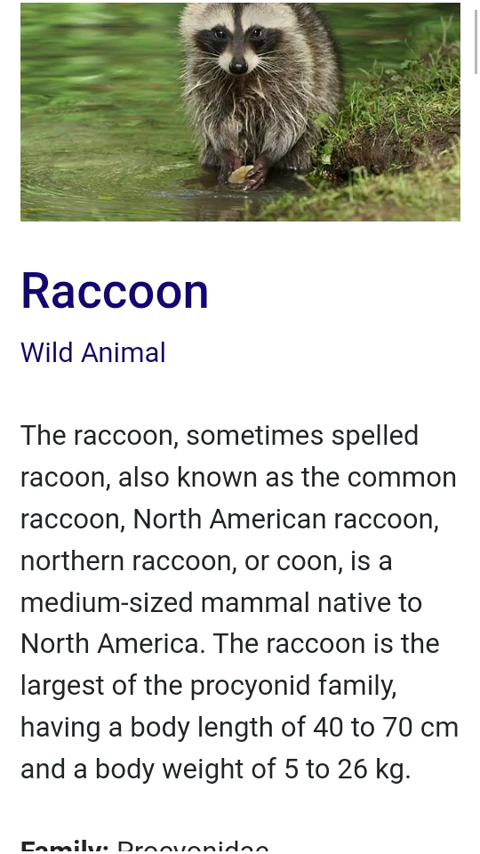 Raccoon
Wild Animal
The raccoon, sometimes spelled
racoon, also known as the common
raccoon, North American raccoon,
northern raccoon, or coon, is a
medium-sized mammal native to
North America. The raccoon is the
largest of the procyonid family,
having a body length of 40 to 70 cm
and a body weight of 5 to 26 kg.
Family: Procyonidae